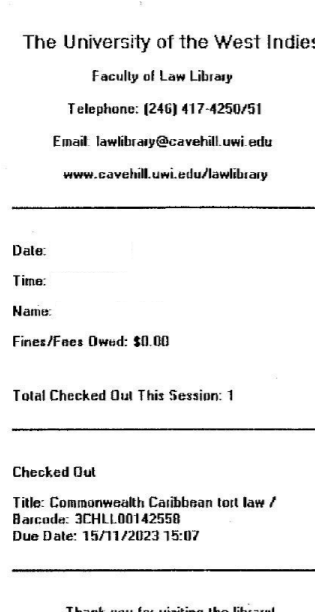 The University of the West Indies
Faculty of Law Library
Telephone: (246) 417-4250/51
Email: lawlibrary@cavehill.uwi.edu
www.cavehill.uwi.edu/lawlibrary
Date:
Time:
Name:
Fines/Fees Owed: $0.00
Total Checked Out This Session: 1
Checked Out
Title: Commonwealth Caribbean tort law /
Barcode: 3CHLL00142558
Due Date: 15/11/2023 15:07
Thank you for visiting the library!